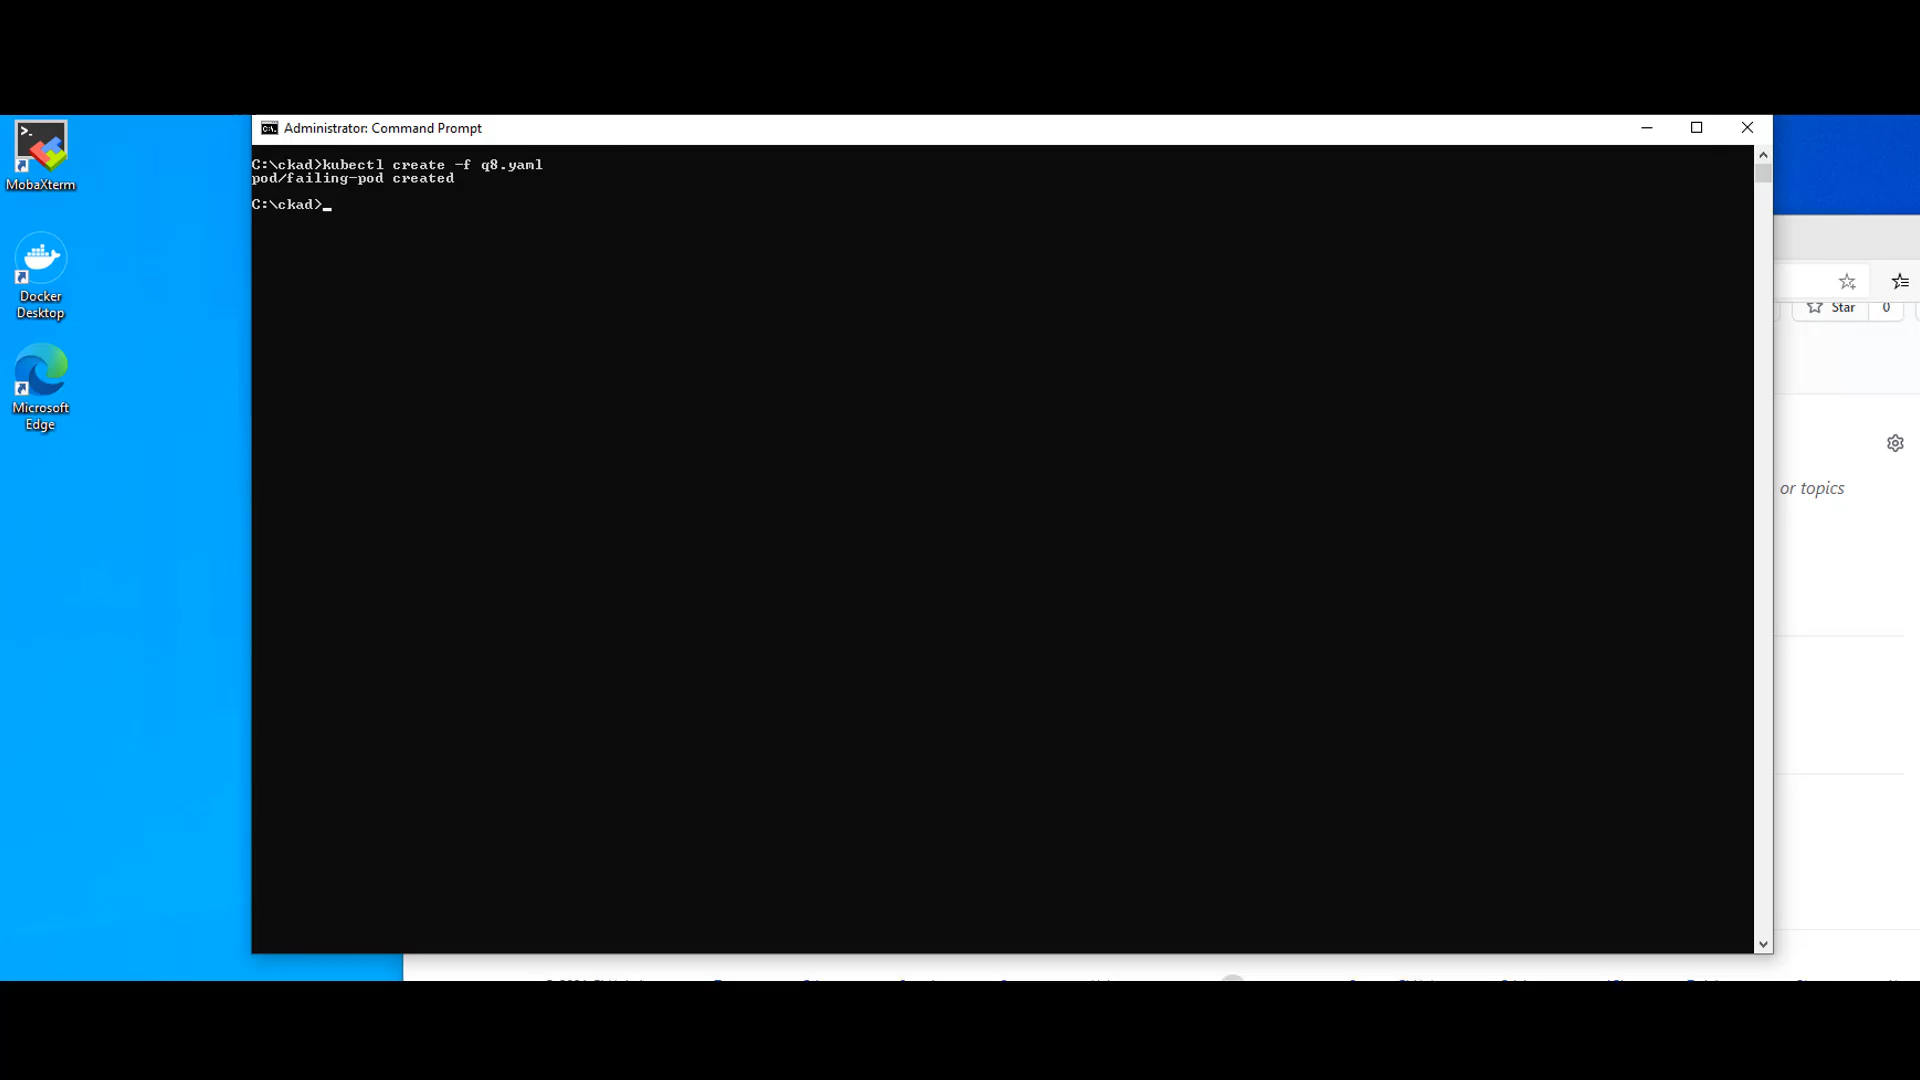 Administrator: Command Prompt
C:\ckad>kubectl create -f q8.yaml
pod/failing-pod created
C:\ckad>_
MobaXterm
Docker
Desktop
Microsoft
Edge
Star
0
or topics